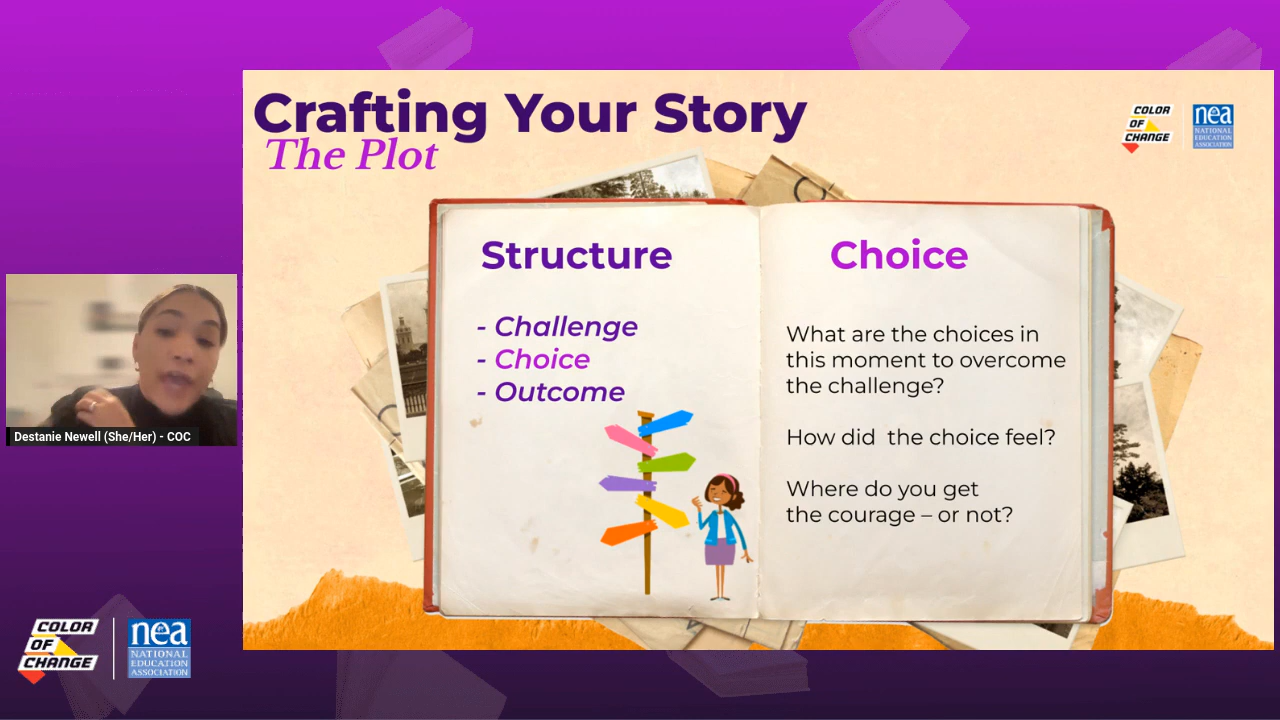 Crafting Your Story
The Plot
COLOR
OF
CHANGE
nea
NATIONAL
EDUCATION
ASSOCIATION
Structure
- Challenge
- Choice
- Outcome
Choice
What are the choices in
this moment to overcome
the challenge?
How did the choice feel?
Where do you get
the courage – or not?
Destanie Newell (She/Her) - COC
COLOR
OF
CHANGE
nea
NATIONAL
EDUCATION
ASSOCIATION